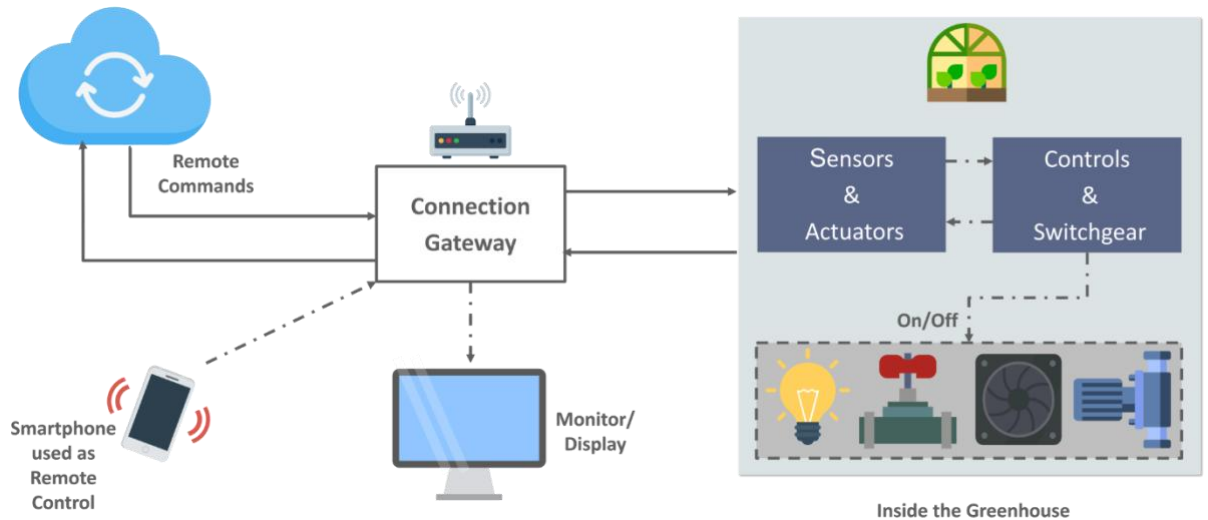 Remote
Commands
Connection
Gateway
Sensors
&
Actuators
Controls
&
Switchgear
On/Off
Smartphone
used as
Remote
Control
Monitor/
Display
Inside the Greenhouse